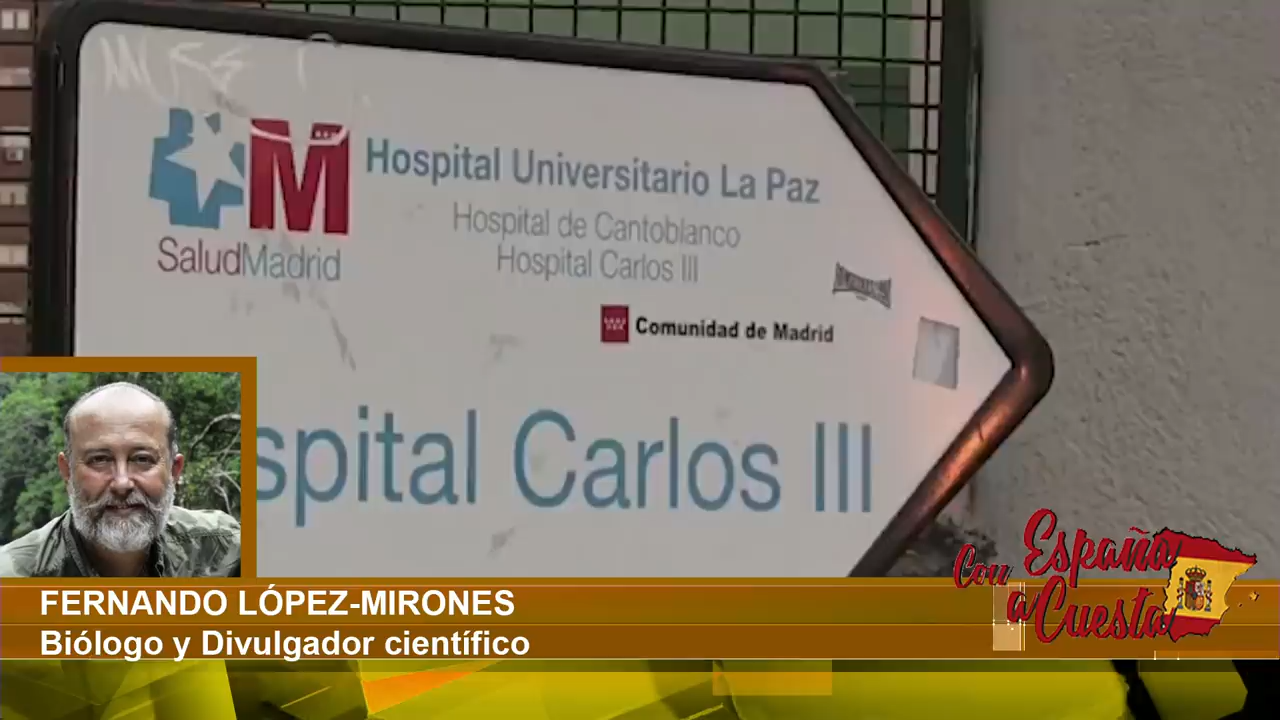 SaludMadrid
Hospital Universitario La Paz
Hospital de Cantoblanco
Hospital Carlos III
Comunidad de Madrid
spital Carlos III
FERNANDO LÓPEZ-MIRONES
Biólogo y Divulgador científico
Con España
a Cuesta